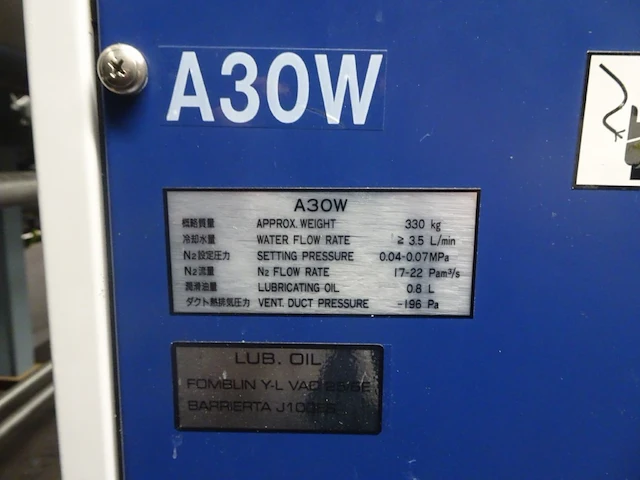 A30W
A30W
概略質量 APPROX. WEIGHT 330 kg
冷却水量 WATER FLOW RATE ≥ 3.5 L/min
N2設定圧力 SETTING PRESSURE 0.04-0.07MPa
N2流量 N2 FLOW RATE 17-22 Pam³/s
潤滑油量 LUBRICATING OIL 0.8 L
ダクト熱排気圧力 VENT. DUCT PRESSURE -196 Pa
LUB. OIL
FOMBLIN Y-L VAC
BARRIERTA